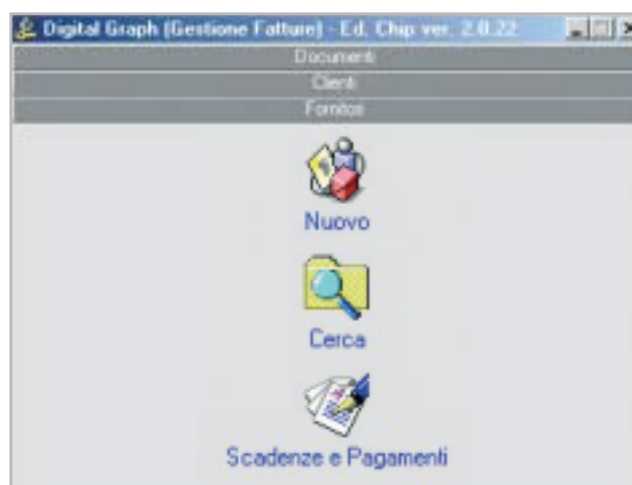 Digital Graph (Gestione Fatture) - Ed. Chip ver. 2.0.22
Documenti
Clienti
Fornitori
Nuovo
Cerca
Scadenze e Pagamenti